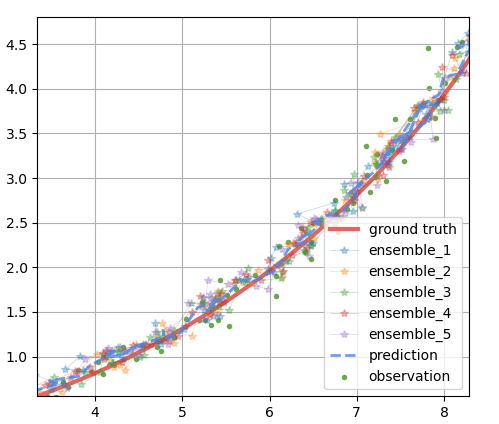 4.5
4.0
3.5
3.0
2.5
2.0
1.5
1.0
4 5 6 7 8
ground truth
ensemble_1
ensemble_2
ensemble_3
ensemble_4
ensemble_5
prediction
observation